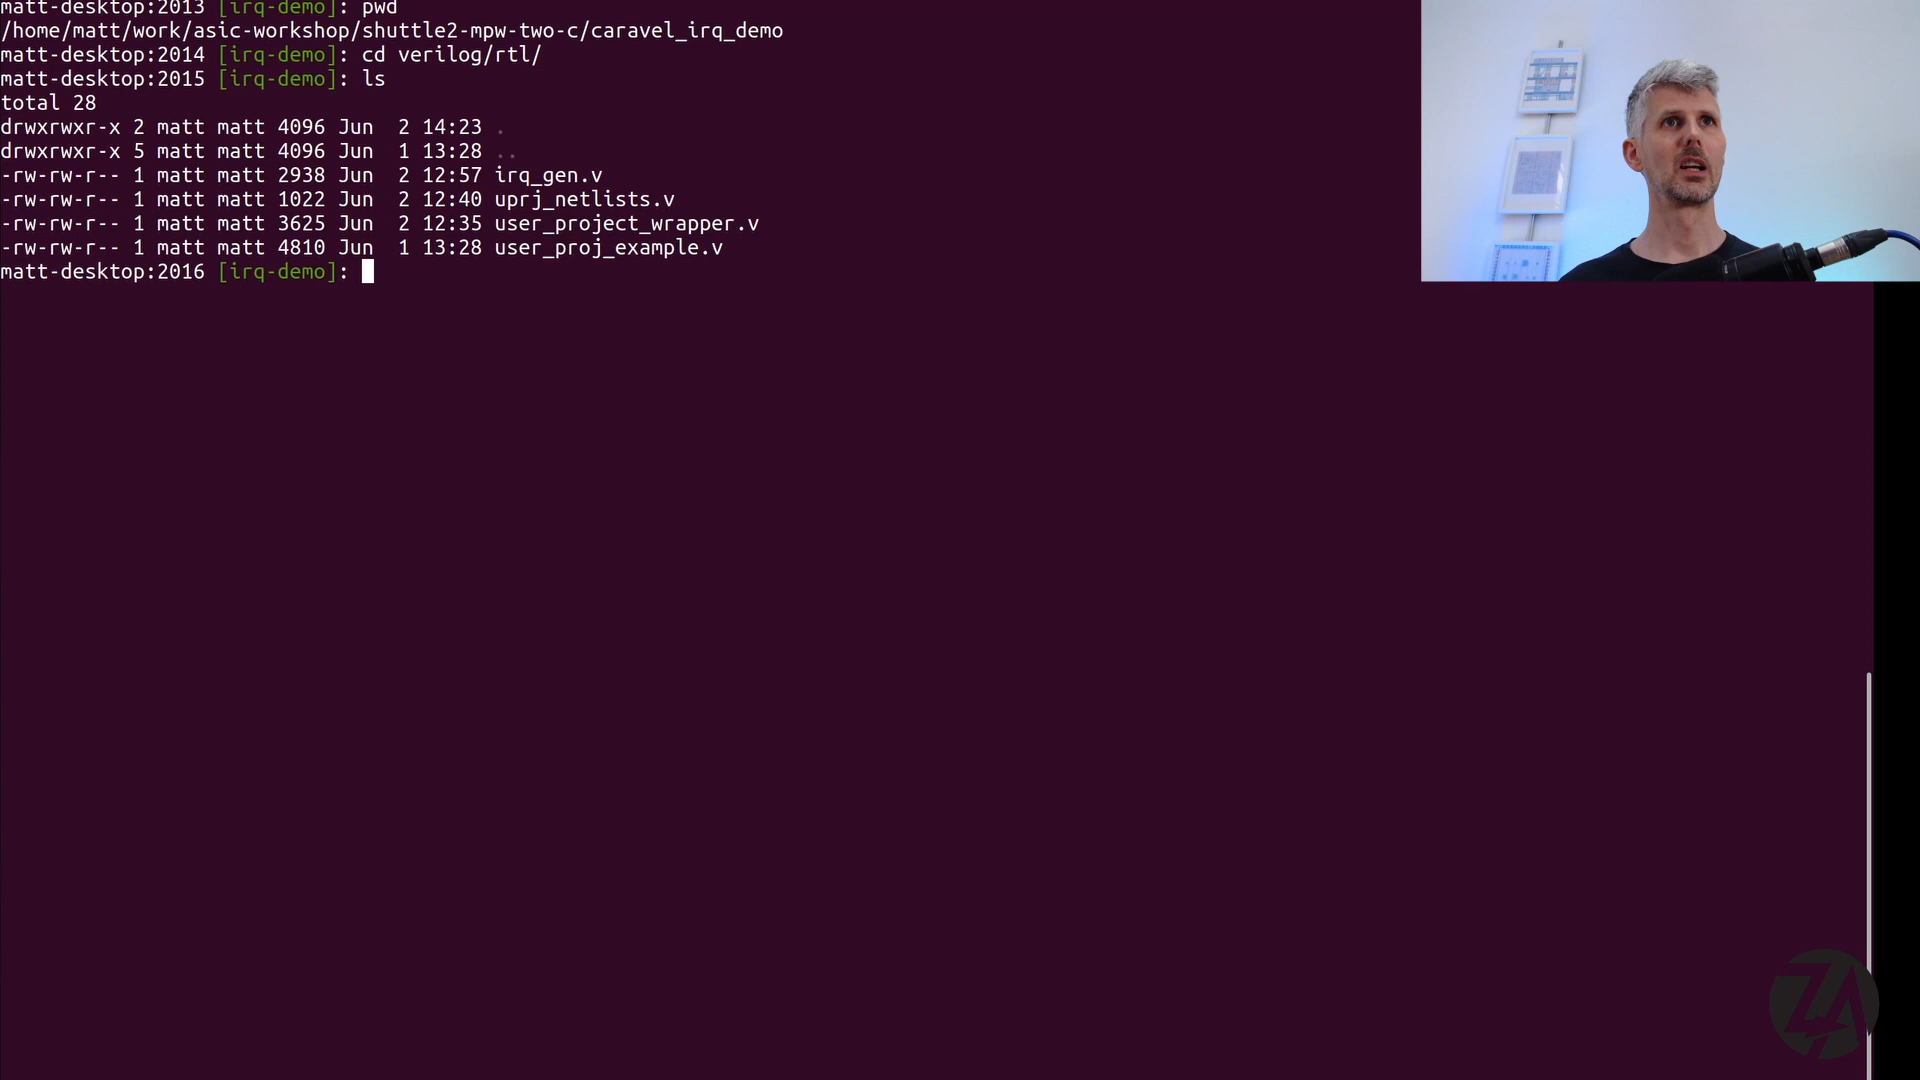 matt-desktop:2013 [irq-demo]: pwd
/home/matt/work/asic-workshop/shuttle2-mpw-two-c/caravel_irq_demo
matt-desktop:2014 [irq-demo]: cd verilog/rtl/
matt-desktop:2015 [irq-demo]: ls
total 28
drwxrwxr-x 2 matt matt 4096 Jun  2 14:23 .
drwxrwxr-x 5 matt matt 4096 Jun  1 13:28 ..
-rw-rw-r-- 1 matt matt 2938 Jun  2 12:57 irq_gen.v
-rw-rw-r-- 1 matt matt 1022 Jun  2 12:40 uprj_netlists.v
-rw-rw-r-- 1 matt matt 3625 Jun  2 12:35 user_project_wrapper.v
-rw-rw-r-- 1 matt matt 4810 Jun  1 13:28 user_proj_example.v
matt-desktop:2016 [irq-demo]:
ZA